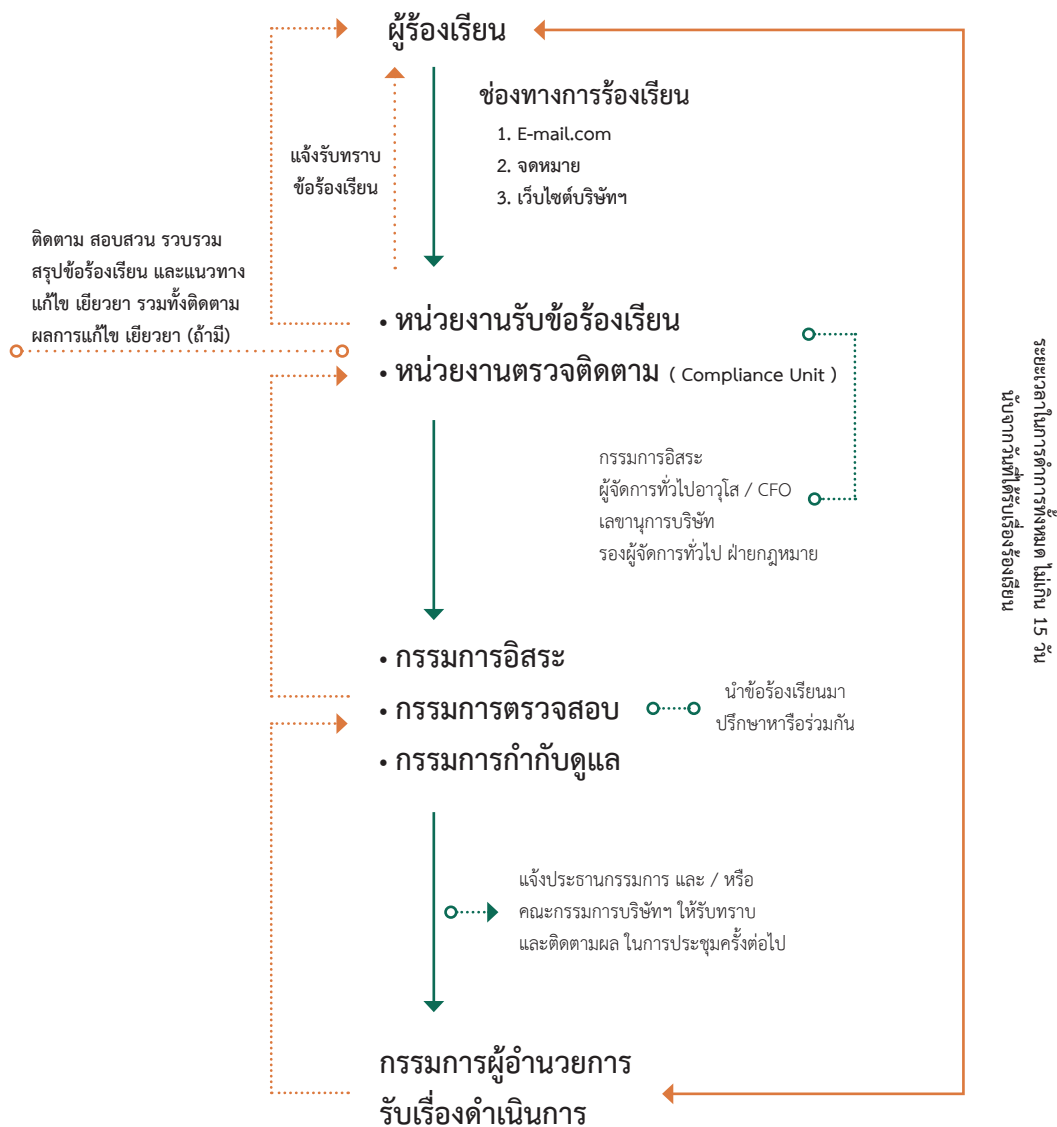 ผู้ร้องเรียน
ช่องทางการร้องเรียน
1. E-mail.com
2. จดหมาย
3. เว็บไซต์บริษัทฯ
แจ้งรับทราบ
ข้อร้องเรียน
ติดตาม สอบสวน รวบรวม
สรุปข้อร้องเรียน และแนวทาง
แก้ไข เยียวยา รวมทั้งติดตาม
ผลการแก้ไข เยียวยา (ถ้ามี)
• หน่วยงานรับข้อร้องเรียน
• หน่วยงานตรวจติดตาม ( Compliance Unit )
กรรมการอิสระ
ผู้จัดการทั่วไปอาวุโส / CFO
เลขานุการบริษัท
รองผู้จัดการทั่วไป ฝ่ายกฎหมาย
ระยะเวลาในการดำการทั้งหมด ไม่เกิน 15 วัน
นับจากวันที่ได้รับเรื่องร้องเรียน
• กรรมการอิสระ
• กรรมการตรวจสอบ
• กรรมการกำกับดูแล
นำข้อร้องเรียนมา
ปรึกษาหารือร่วมกัน
แจ้งประธานกรรมการ และ / หรือ
คณะกรรมการบริษัทฯ ให้รับทราบ
และติดตามผล ในการประชุมครั้งต่อไป
กรรมการผู้อำนวยการ
รับเรื่องดำเนินการ